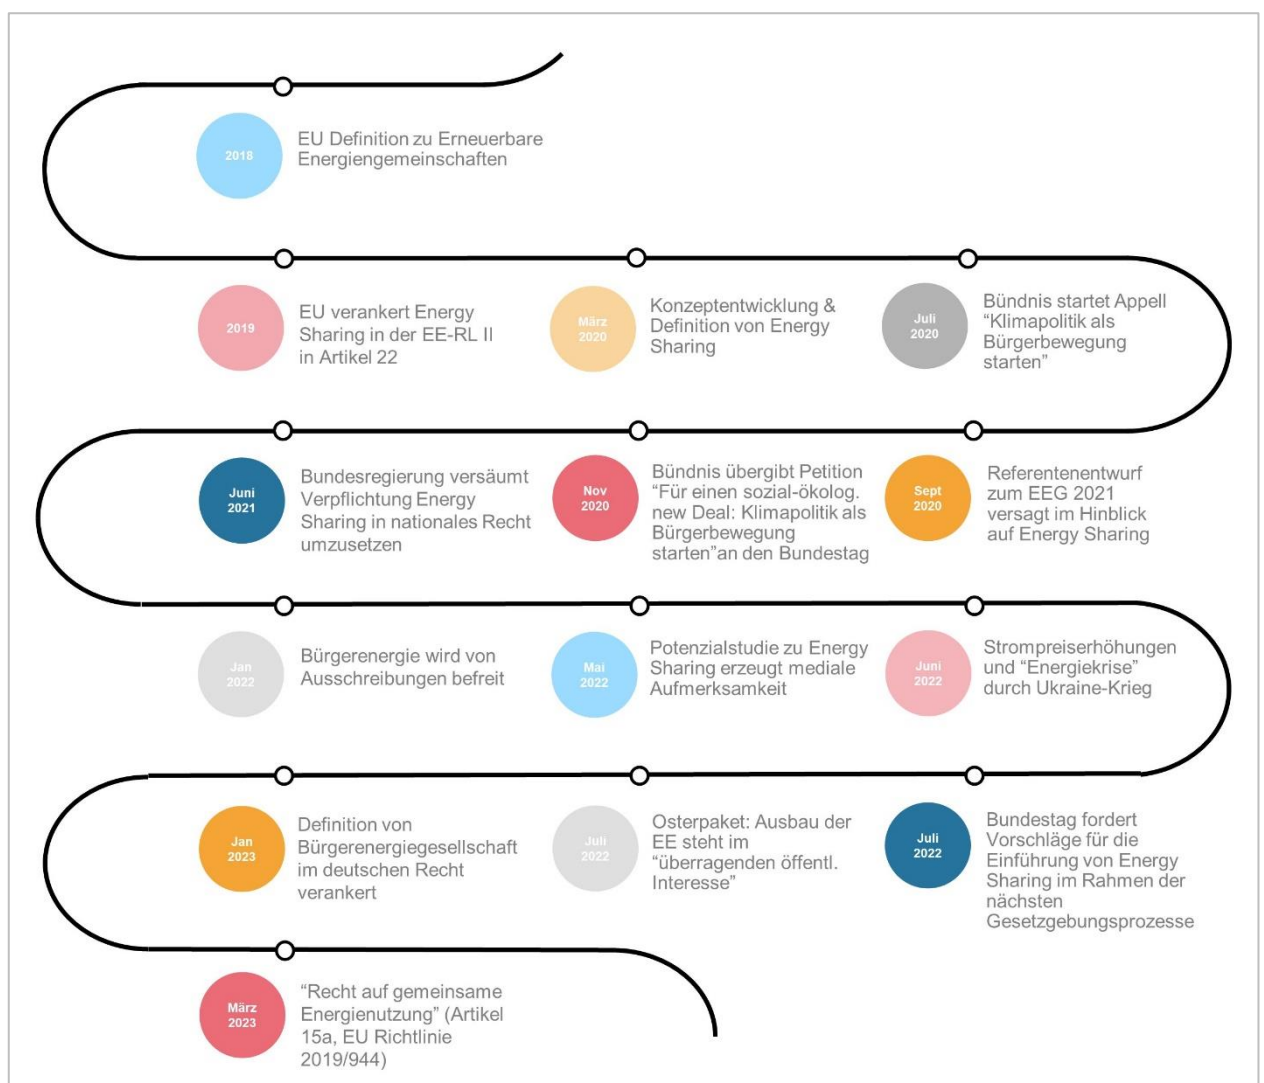 2018
EU Definition zu Erneuerbare
Energiengemeinschaften
2019
EU verankert Energy
Sharing in der EE-RL II
in Artikel 22
März
2020
Konzeptentwicklung &
Definition von Energy
Sharing
Juli
2020
Bündnis startet Appell
“Klimapolitik als
Bürgerbewegung
starten”
Sept
2020
Referentenentwurf
zum EEG 2021
versagt im Hinblick
auf Energy Sharing
Nov
2020
Bündnis übergibt Petition
“Für einen sozial-ökolog.
new Deal: Klimapolitik als
Bürgerbewegung
starten”an den Bundestag
Juni
2021
Bundesregierung versäumt
Verpflichtung Energy
Sharing in nationales Recht
umzusetzen
Jan
2022
Bürgerenergie wird von
Ausschreibungen befreit
Mai
2022
Potenzialstudie zu Energy
Sharing erzeugt mediale
Aufmerksamkeit
Juni
2022
Strompreiserhöhungen
und “Energiekrise”
durch Ukraine-Krieg
Juli
2022
Bundestag fordert
Vorschläge für die
Einführung von Energy
Sharing im Rahmen der
nächsten
Gesetzgebungsprozesse
Juli
2022
Osterpaket: Ausbau der
EE steht im
“überragenden öffentl.
Interesse”
Jan
2023
Definition von
Bürgerenergiegesellschaft
im deutschen Recht
verankert
März
2023
“Recht auf gemeinsame
Energienutzung” (Artikel
15a, EU Richtlinie
2019/944)